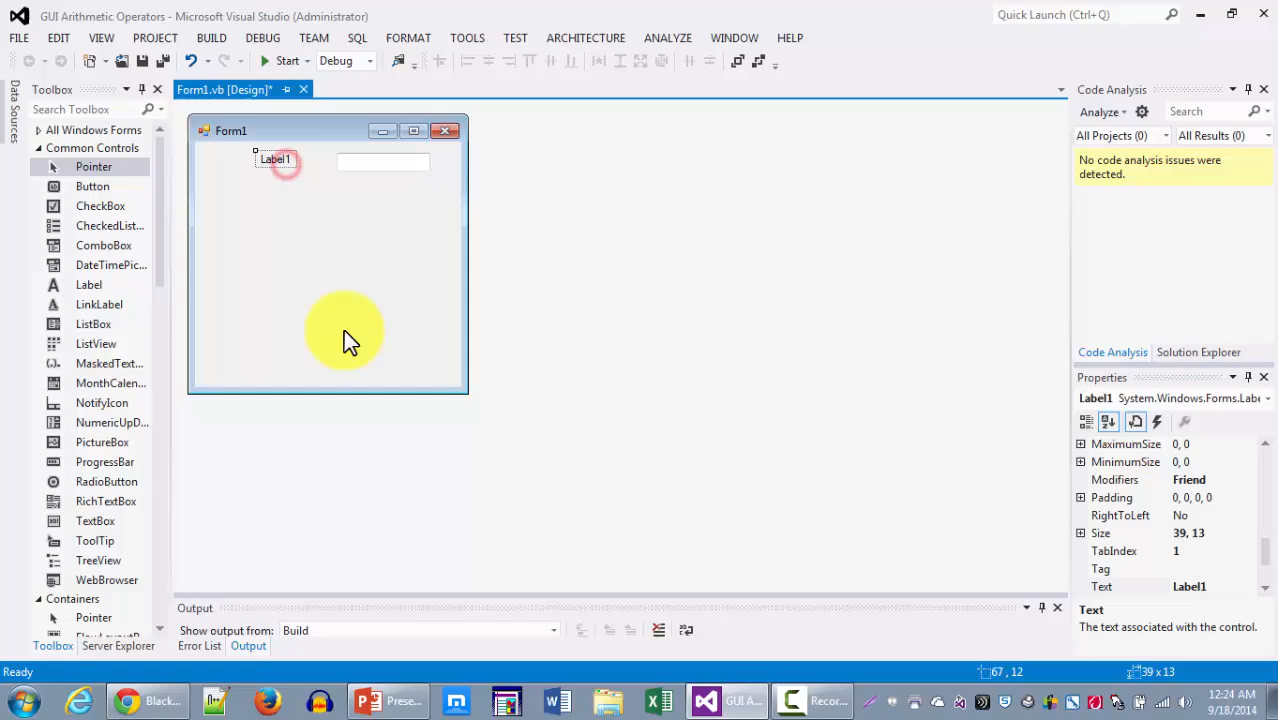 GUI Arithmetic Operators - Microsoft Visual Studio (Administrator)
Quick Launch (Ctrl+Q)
FILE EDIT VIEW PROJECT BUILD DEBUG TEAM SQL FORMAT TOOLS TEST ARCHITECTURE ANALYZE WINDOW HELP
Start Debug
Data Sources
Toolbox
Search Toolbox
All Windows Forms
Common Controls
Pointer
Button
CheckBox
CheckedList...
ComboBox
DateTimePic...
Label
LinkLabel
ListBox
ListView
MaskedText...
MonthCalen...
NotifyIcon
NumericUpD...
PictureBox
ProgressBar
RadioButton
RichTextBox
TextBox
ToolTip
TreeView
WebBrowser
Containers
Pointer
Toolbox Server Explorer
Form1.vb [Design]*
Form1
Label1
Output
Show output from: Build
Error List Output
Code Analysis
Analyze Search
All Projects (0) All Results (0)
No code analysis issues were
detected.
Code Analysis Solution Explorer
Properties
Label1 System.Windows.Forms.Labe
MaximumSize 0, 0
MinimumSize 0, 0
Modifiers Friend
Padding 0, 0, 0, 0
RightToLeft No
Size 39, 13
TabIndex 1
Tag
Text Label1
Text
The text associated with the control.
Ready 67 , 12 39 x 13
Black... Prese... GUI A... Recor...
12:24 AM
9/18/2014